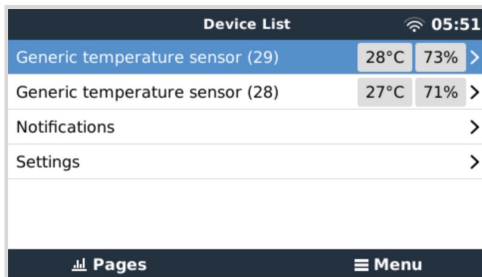 Device List 05:51
Generic temperature sensor (29) 28°C 73%
Generic temperature sensor (28) 27°C 71%
Notifications
Settings
Pages Menu